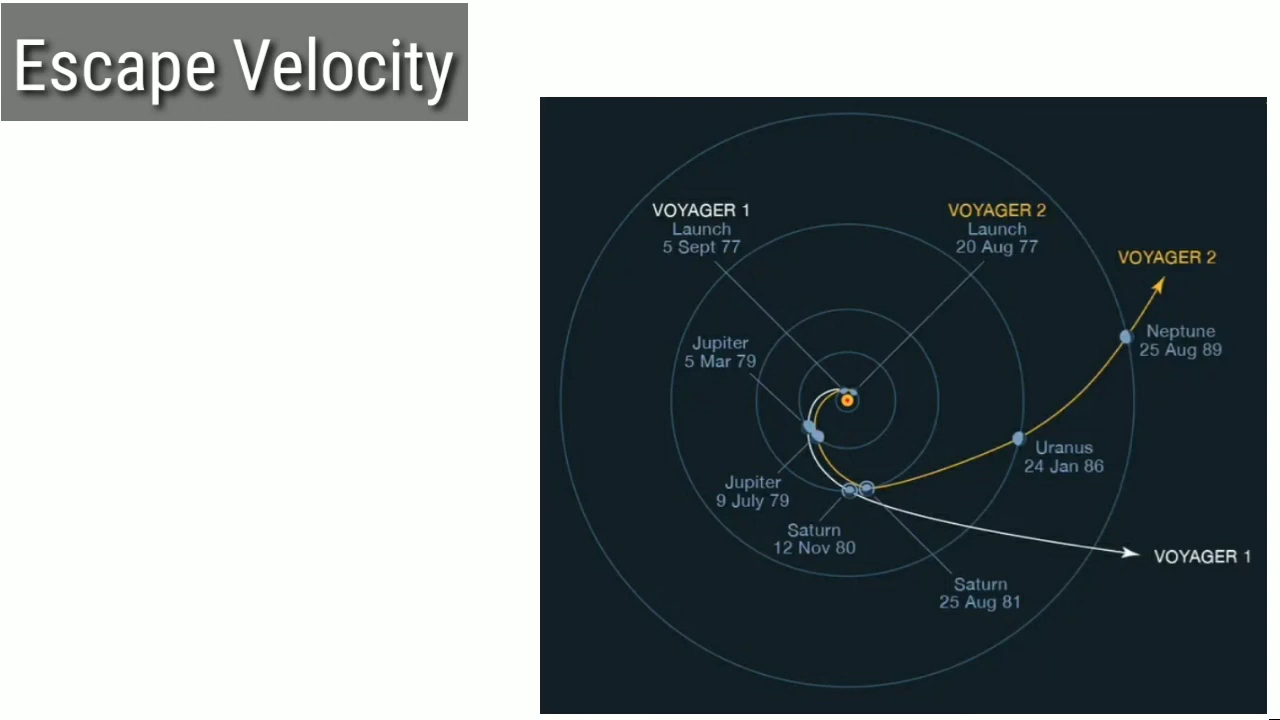 Escape Velocity
VOYAGER 1
Launch
5 Sept 77
VOYAGER 2
Launch
20 Aug 77
VOYAGER 2
Neptune
25 Aug 89
Jupiter
5 Mar 79
Uranus
24 Jan 86
Jupiter
9 July 79
Saturn
12 Nov 80
VOYAGER 1
Saturn
25 Aug 81